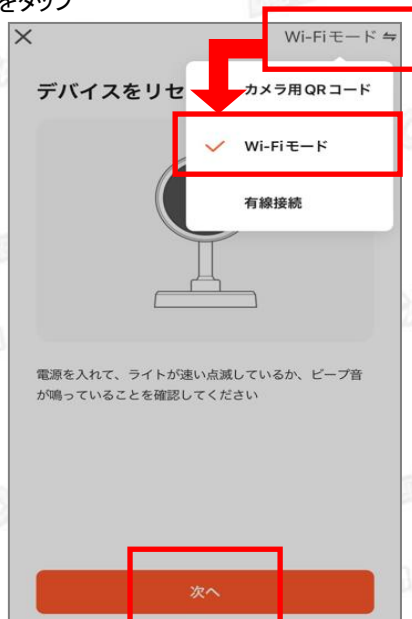 をタップ
Wi-Fiモード ⇋
デバイスをリセ
カメラ用QRコード
Wi-Fiモード
有線接続
電源を入れて、ライトが速い点滅しているか、ビープ音
が鳴っていることを確認してください
次へ